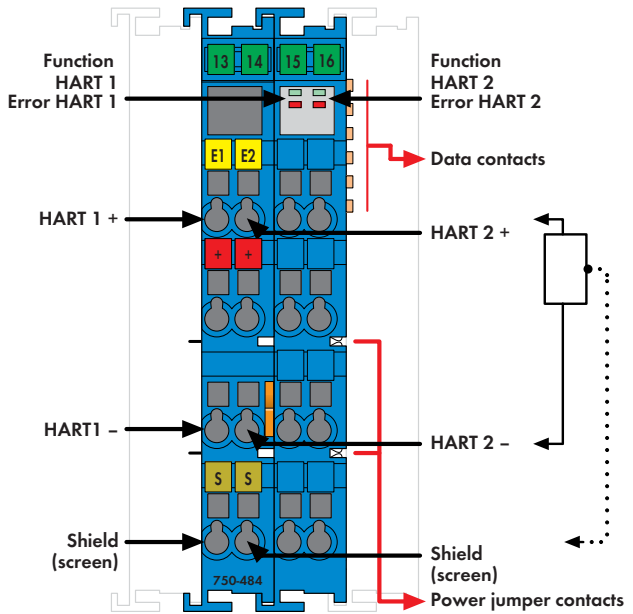 Function
HART 1
Error HART 1
13 14 15 16
Function
HART 2
Error HART 2
Data contacts
E1 E2
HART 1 +
HART 2 +
+ +
HART1 –
HART 2 –
S S
Shield
(screen)
Shield
(screen)
750-484
Power jumper contacts